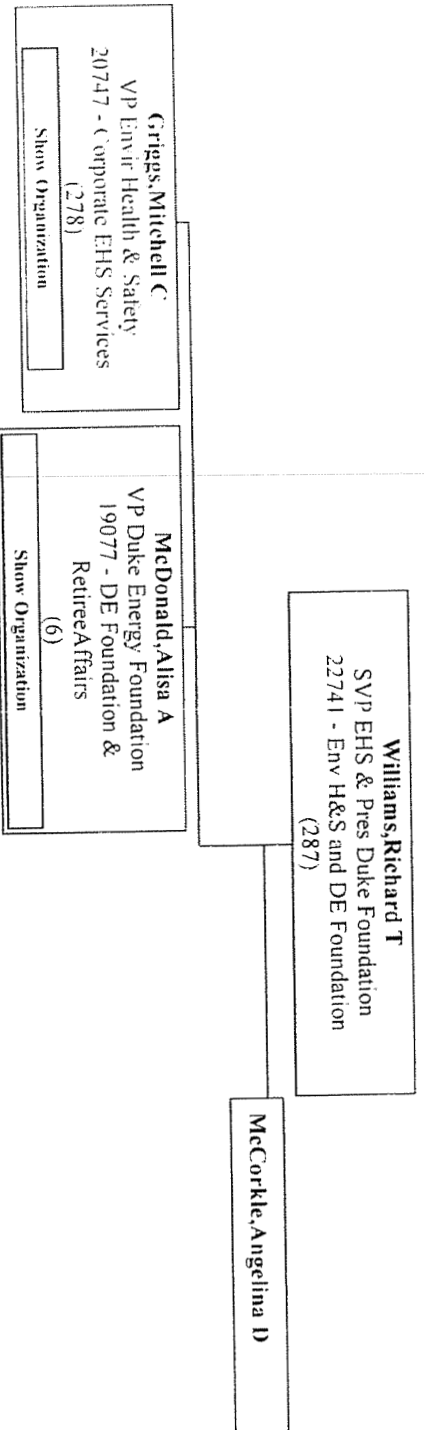 Williams,Richard T
SVP EHS & Pres Duke Foundation
22741 - Env H&S and DE Foundation
(287)
McCorkle,Angelina D
Griggs,Mitchell C
VP Envir Health & Safety
20747 - Corporate EHS Services
(278)
Show Organization
McDonald,Alisa A
VP Duke Energy Foundation
19077 - DE Foundation &
RetireeAffairs
(6)
Show Organization